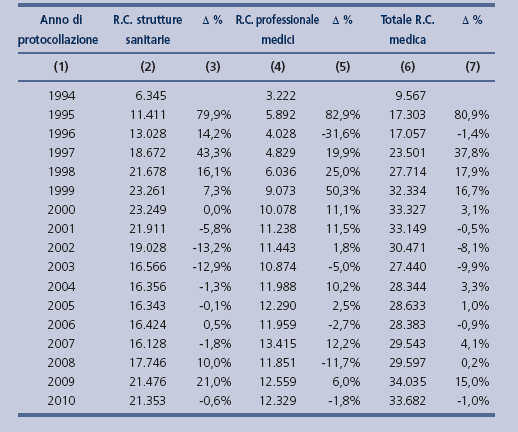 Anno di R.C. strutture Δ % R.C. professionale Δ % Totale R.C. Δ %
protocollazione sanitarie medici medica
(1) (2) (3) (4) (5) (6) (7)
1994 6.345 3.222 9.567
1995 11.411 79,9% 5.892 82,9% 17.303 80,9%
1996 13.028 14,2% 4.028 -31,6% 17.057 -1,4%
1997 18.672 43,3% 4.829 19,9% 23.501 37,8%
1998 21.678 16,1% 6.036 25,0% 27.714 17,9%
1999 23.261 7,3% 9.073 50,3% 32.334 16,7%
2000 23.249 0,0% 10.078 11,1% 33.327 3,1%
2001 21.911 -5,8% 11.238 11,5% 33.149 -0,5%
2002 19.028 -13,2% 11.443 1,8% 30.471 -8,1%
2003 16.566 -12,9% 10.874 -5,0% 27.440 -9,9%
2004 16.356 -1,3% 11.988 10,2% 28.344 3,3%
2005 16.343 -0,1% 12.290 2,5% 28.633 1,0%
2006 16.424 0,5% 11.959 -2,7% 28.383 -0,9%
2007 16.128 -1,8% 13.415 12,2% 29.543 4,1%
2008 17.746 10,0% 11.851 -11,7% 29.597 0,2%
2009 21.476 21,0% 12.559 6,0% 34.035 15,0%
2010 21.353 -0,6% 12.329 -1,8% 33.682 -1,0%